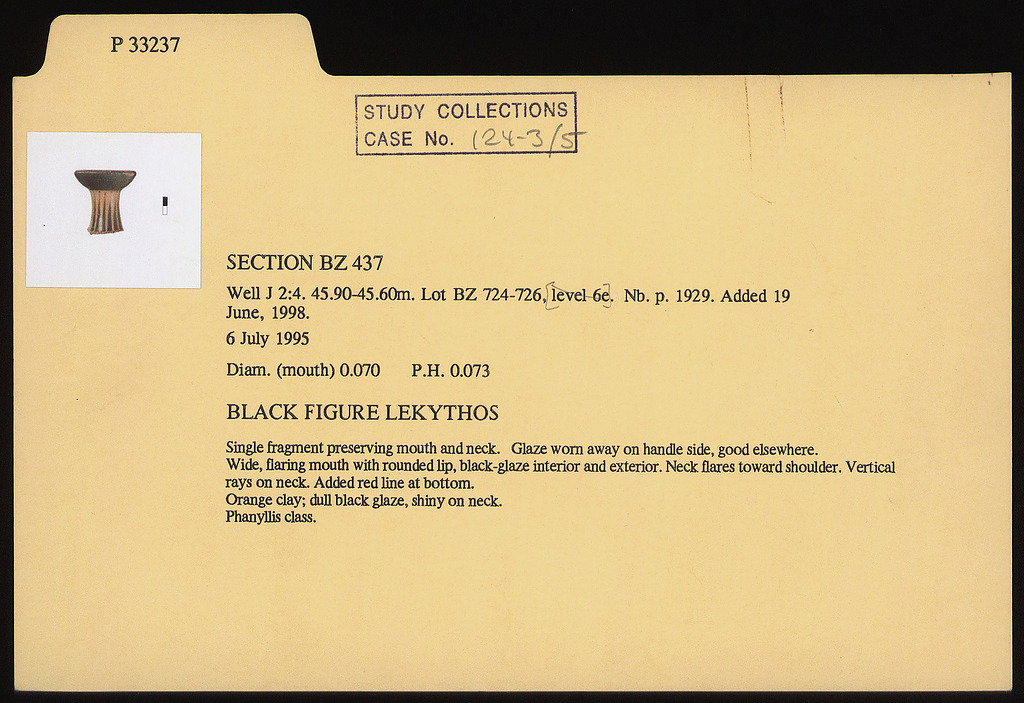 P 33237
STUDY COLLECTIONS
CASE No. 124-3/5
SECTION BZ 437
Well J 2:4. 45.90-45.60m. Lot BZ 724-726, [level 6e]. Nb. p. 1929. Added 19
June, 1998.
6 July 1995
Diam. (mouth) 0.070 P.H. 0.073
BLACK FIGURE LEKYTHOS
Single fragment preserving mouth and neck. Glaze worn away on handle side, good elsewhere.
Wide, flaring mouth with rounded lip, black-glaze interior and exterior. Neck flares toward shoulder. Vertical
rays on neck. Added red line at bottom.
Orange clay; dull black glaze, shiny on neck.
Phanyllis class.